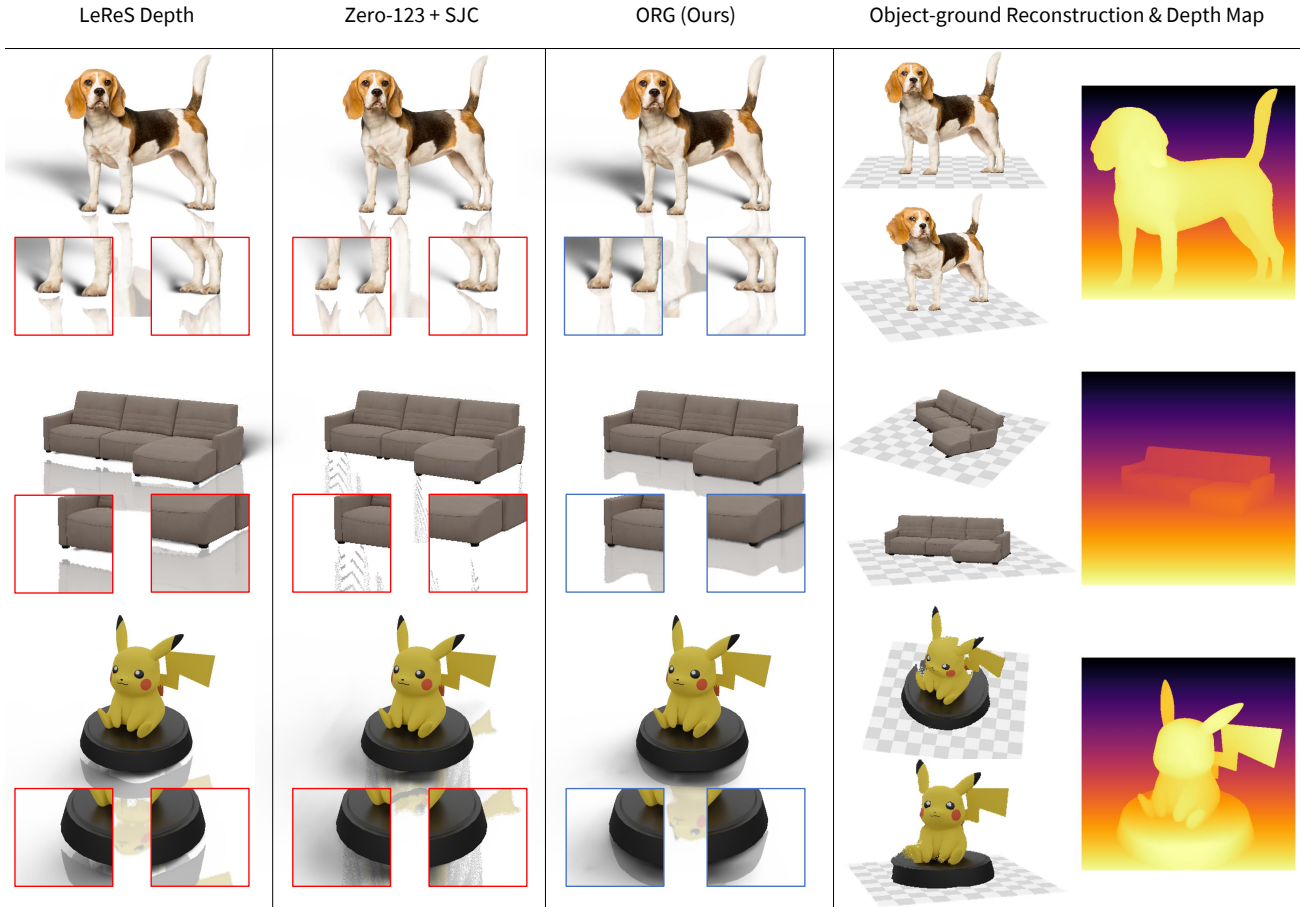 LeReS Depth
Zero-123 + SJC
ORG (Ours)
Object-ground Reconstruction & Depth Map